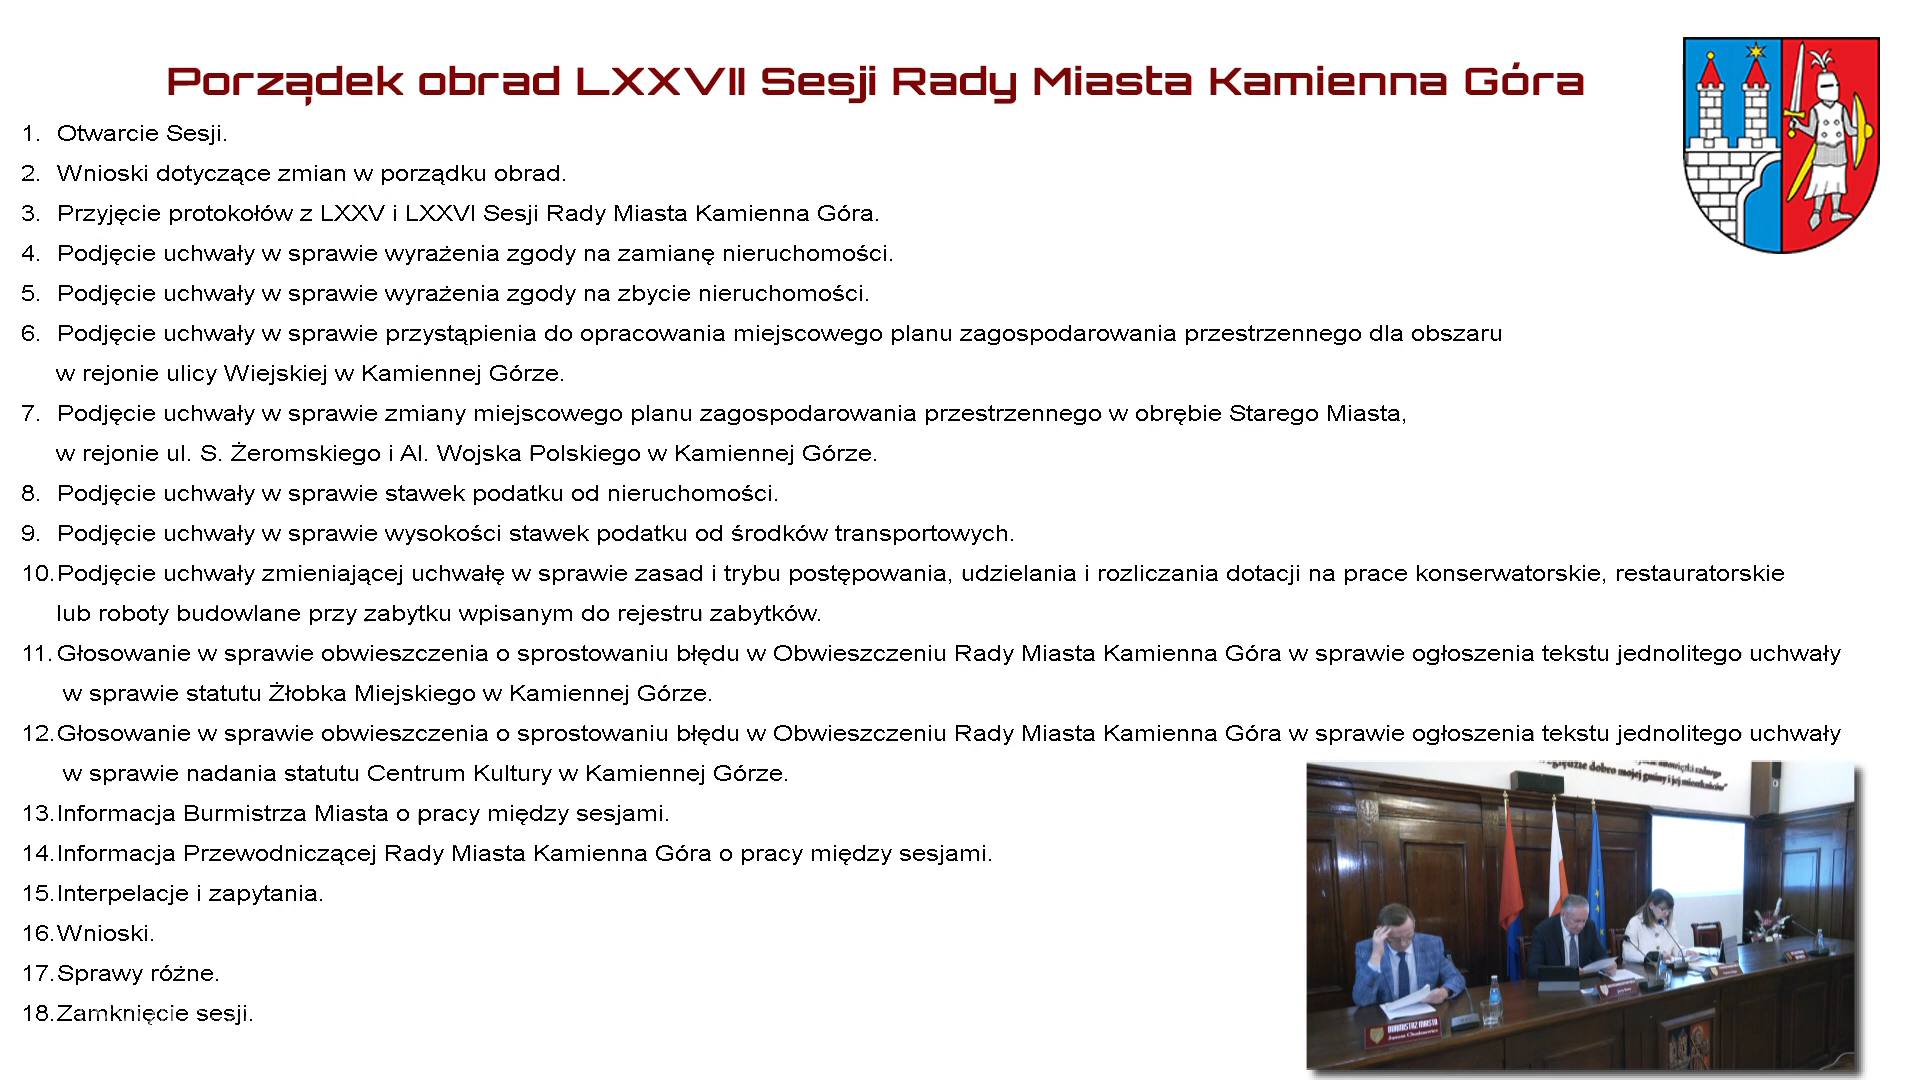 Porządek obrad LXXVII Sesji Rady Miasta Kamienna Góra
1. Otwarcie Sesji.
2. Wnioski dotyczące zmian w porządku obrad.
3. Przyjęcie protokołów z LXXV i LXXVI Sesji Rady Miasta Kamienna Góra.
4. Podjęcie uchwały w sprawie wyrażenia zgody na zamianę nieruchomości.
5. Podjęcie uchwały w sprawie wyrażenia zgody na zbycie nieruchomości.
6. Podjęcie uchwały w sprawie przystąpienia do opracowania miejscowego planu zagospodarowania przestrzennego dla obszaru
w rejonie ulicy Wiejskiej w Kamiennej Górze.
7. Podjęcie uchwały w sprawie zmiany miejscowego planu zagospodarowania przestrzennego w obrębie Starego Miasta,
w rejonie ul. S. Żeromskiego i Al. Wojska Polskiego w Kamiennej Górze.
8. Podjęcie uchwały w sprawie stawek podatku od nieruchomości.
9. Podjęcie uchwały w sprawie wysokości stawek podatku od środków transportowych.
10. Podjęcie uchwały zmieniającej uchwałę w sprawie zasad i trybu postępowania, udzielania i rozliczania dotacji na prace konserwatorskie, restauratorskie
lub roboty budowlane przy zabytku wpisanym do rejestru zabytków.
11. Głosowanie w sprawie obwieszczenia o sprostowaniu błędu w Obwieszczeniu Rady Miasta Kamienna Góra w sprawie ogłoszenia tekstu jednolitego uchwały
w sprawie statutu Żłobka Miejskiego w Kamiennej Górze.
12. Głosowanie w sprawie obwieszczenia o sprostowaniu błędu w Obwieszczeniu Rady Miasta Kamienna Góra w sprawie ogłoszenia tekstu jednolitego uchwały
w sprawie nadania statutu Centrum Kultury w Kamiennej Górze.
13. Informacja Burmistrza Miasta o pracy między sesjami.
14. Informacja Przewodniczącej Rady Miasta Kamienna Góra o pracy między sesjami.
15. Interpelacje i zapytania.
16. Wnioski.
17. Sprawy różne.
18. Zamknięcie sesji.
dobro mojej gminy i jej mieszkańców"
BURMISTRZ MIASTA